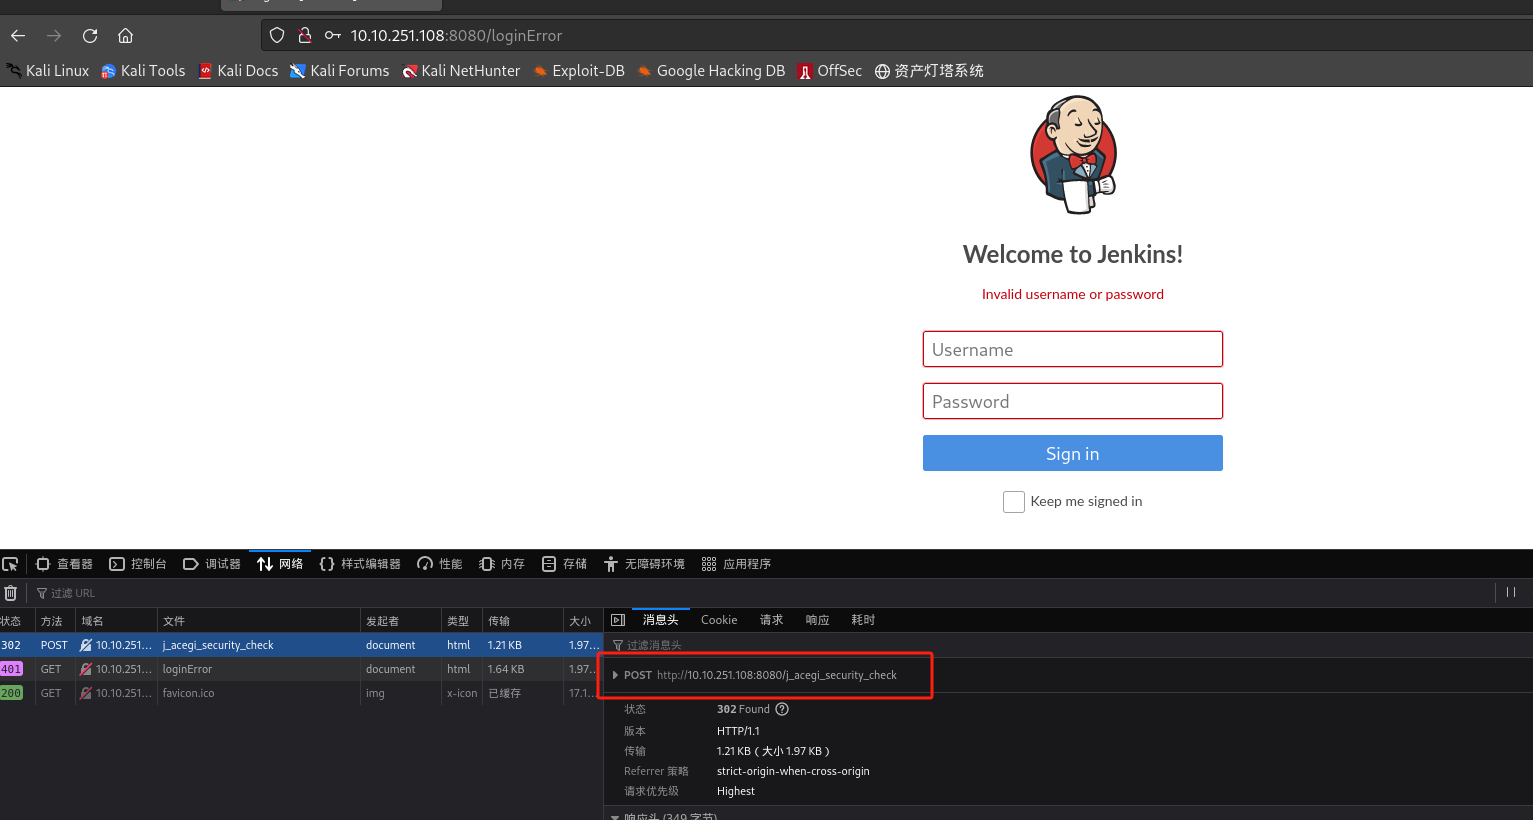 10.10.251.108:8080/loginError
Kali Linux Kali Tools Kali Docs Kali Forums Kali NetHunter Exploit-DB Google Hacking DB OffSec 资产灯塔系统
Welcome to Jenkins!
Invalid username or password
Username
Password
Sign in
Keep me signed in
查看器 控制台 调试器 网络 样式编辑器 性能 内存 存储 无障碍环境 应用程序
过滤 URL
状态 方法 域名 文件 发起者 类型 传输 大小
302 POST 10.10.251... j_acegi_security_check document html 1.21 KB 1.97...
401 GET 10.10.251... loginError document html 1.64 KB 1.97...
200 GET 10.10.251... favicon.ico img x-icon 已缓存 17.1...
消息头 Cookie 请求 响应 耗时
过滤消息头
POST http://10.10.251.108:8080/j_acegi_security_check
状态 302 Found
版本 HTTP/1.1
传输 1.21 KB（大小 1.97 KB）
Referrer 策略 strict-origin-when-cross-origin
请求优先级 Highest
响应头 (349 字节)